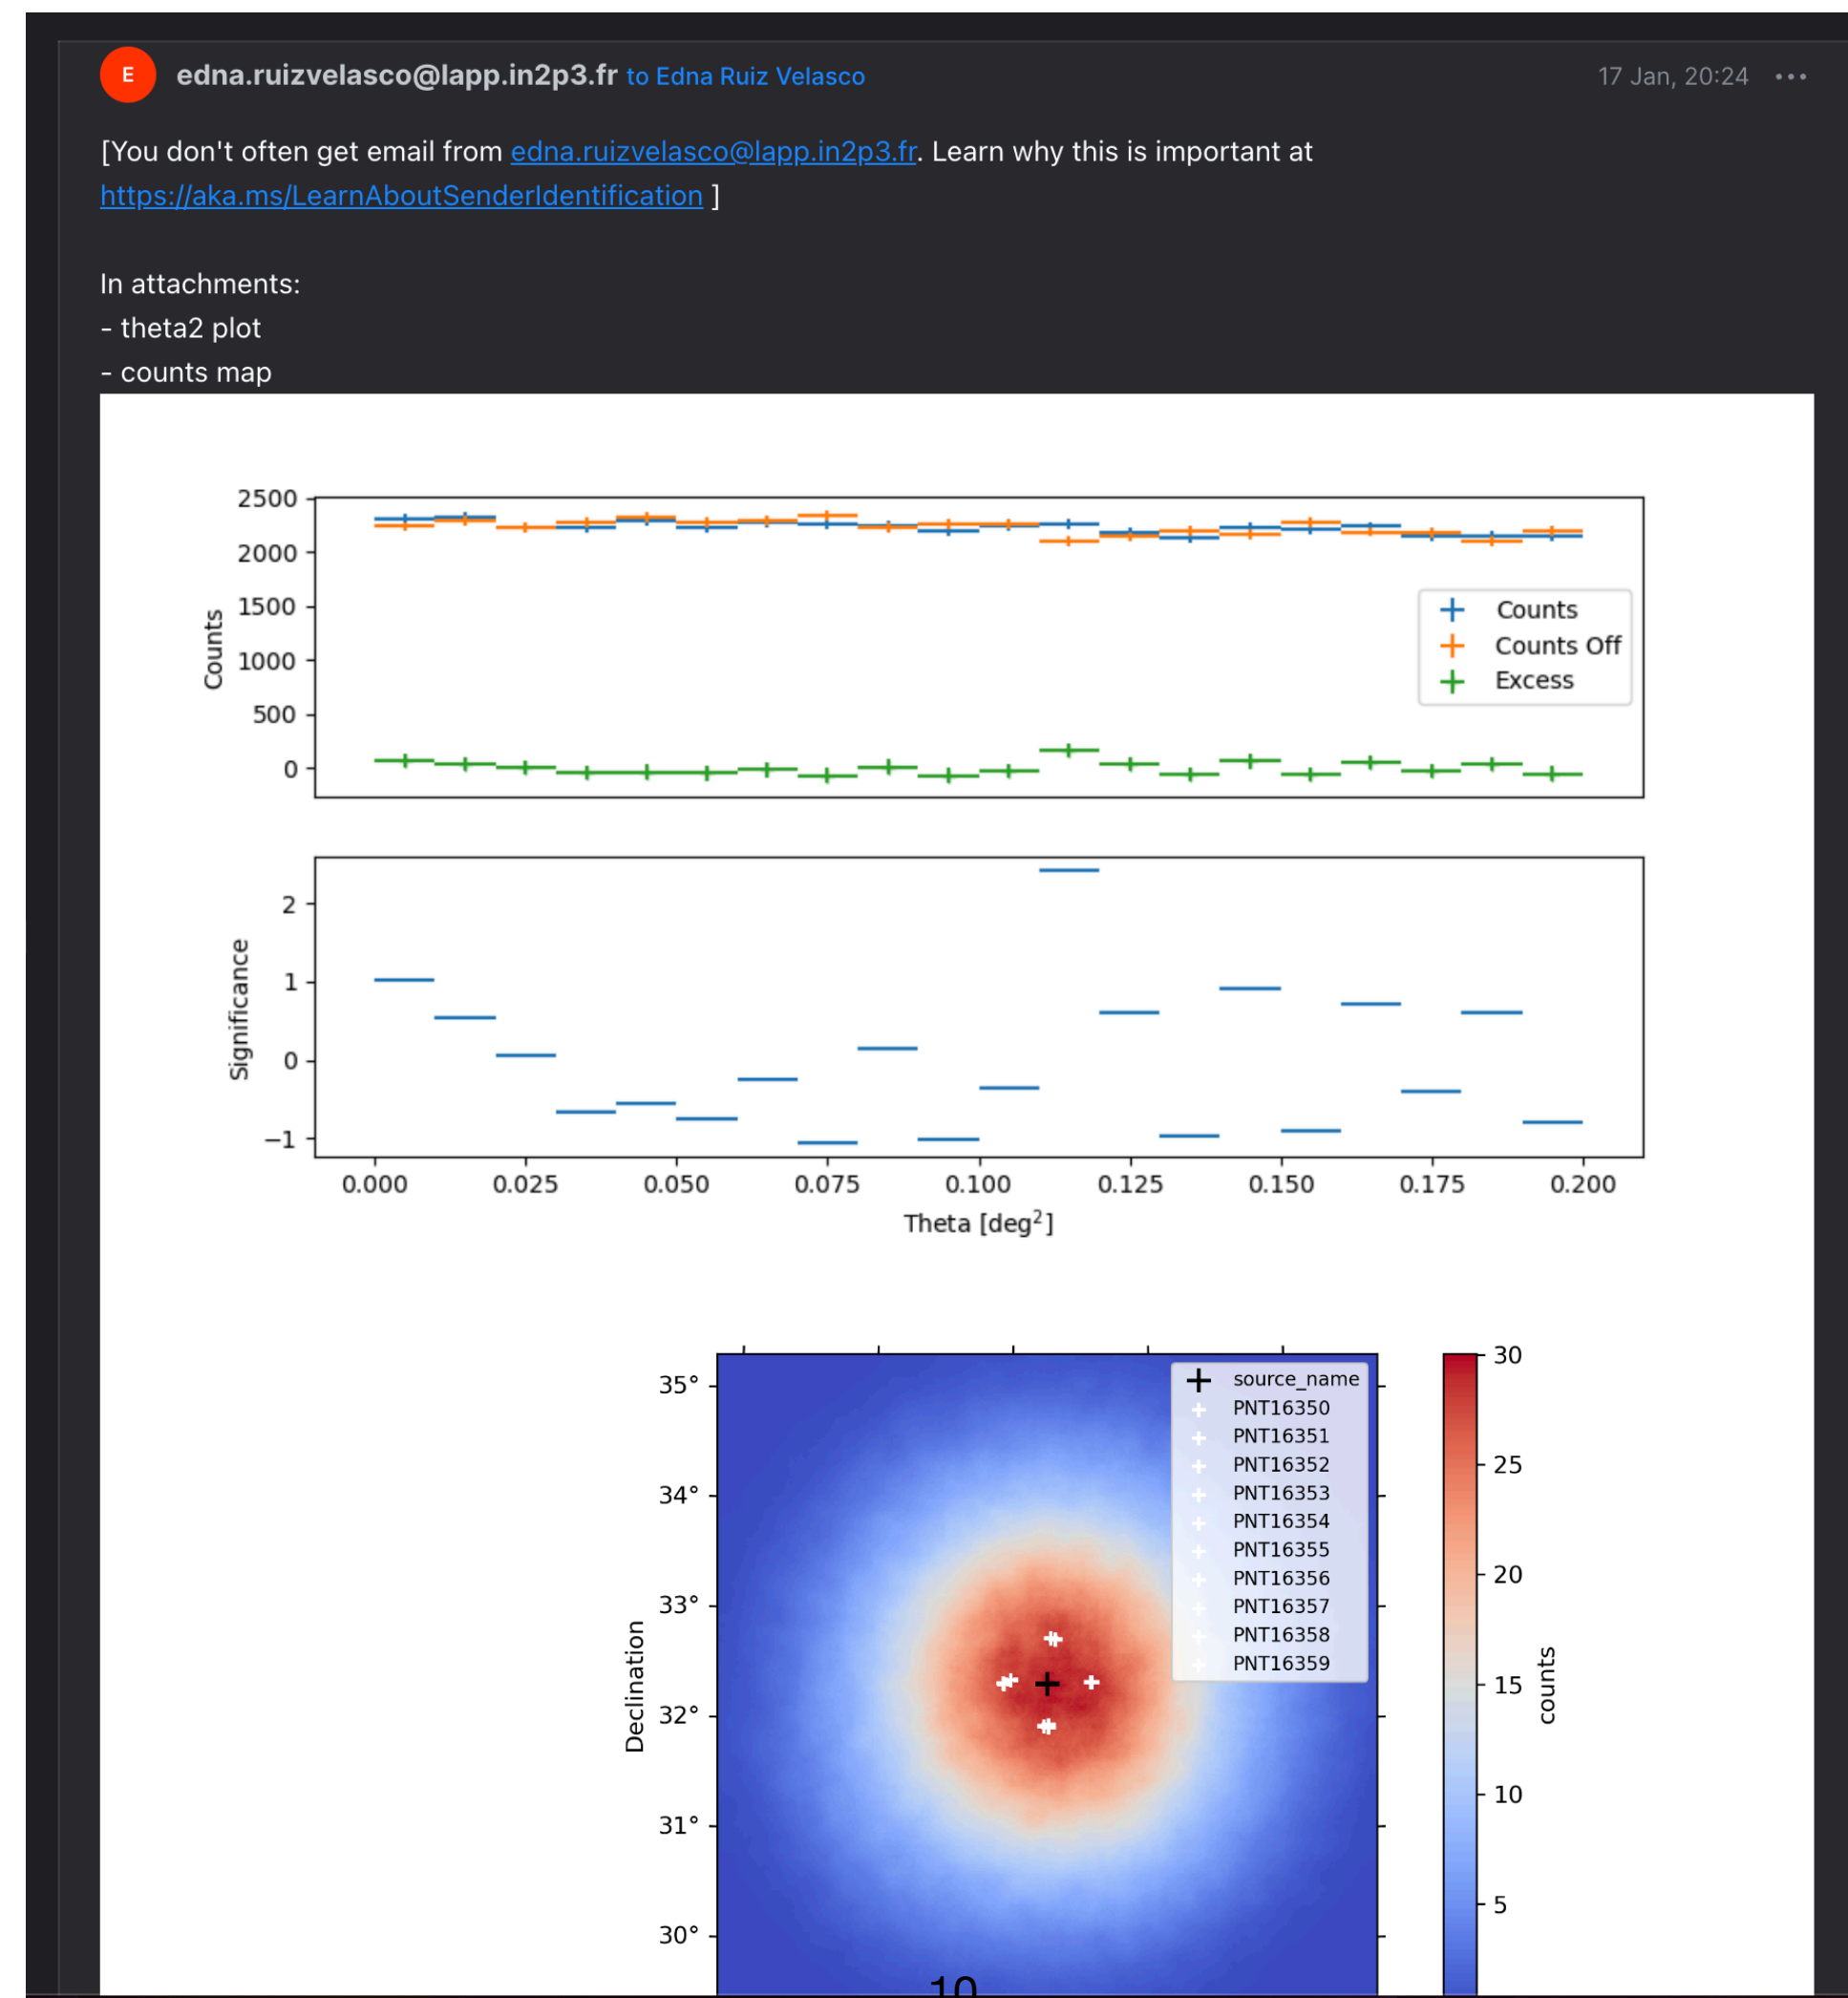 E
edna.ruizvelasco@lapp.in2p3.fr to Edna Ruiz Velasco
17 Jan, 20:24 •••
[You don't often get email from edna.ruizvelasco@lapp.in2p3.fr. Learn why this is important at
https://aka.ms/LearnAboutSenderIdentification ]
In attachments:
- theta2 plot
- counts map
2500
2000
1500
1000
500
0
Counts
Counts
Counts Off
Excess
2
1
0
−1
Significance
0.000 0.025 0.050 0.075 0.100 0.125 0.150 0.175 0.200
Theta [deg²]
35°
34°
33°
32°
31°
30°
Declination
source_name
PNT16350
PNT16351
PNT16352
PNT16353
PNT16354
PNT16355
PNT16356
PNT16357
PNT16358
PNT16359
30
25
20
15
10
5
counts
10